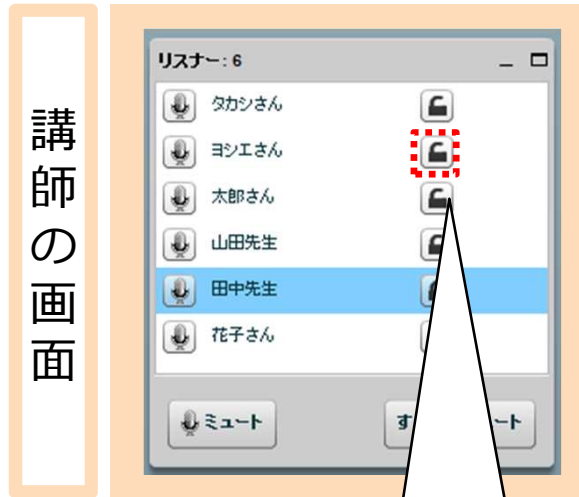 講師の画面
リスナー: 6
タカシさん
ヨシエさん
太郎さん
山田先生
田中先生
花子さん
ミュート
す ート